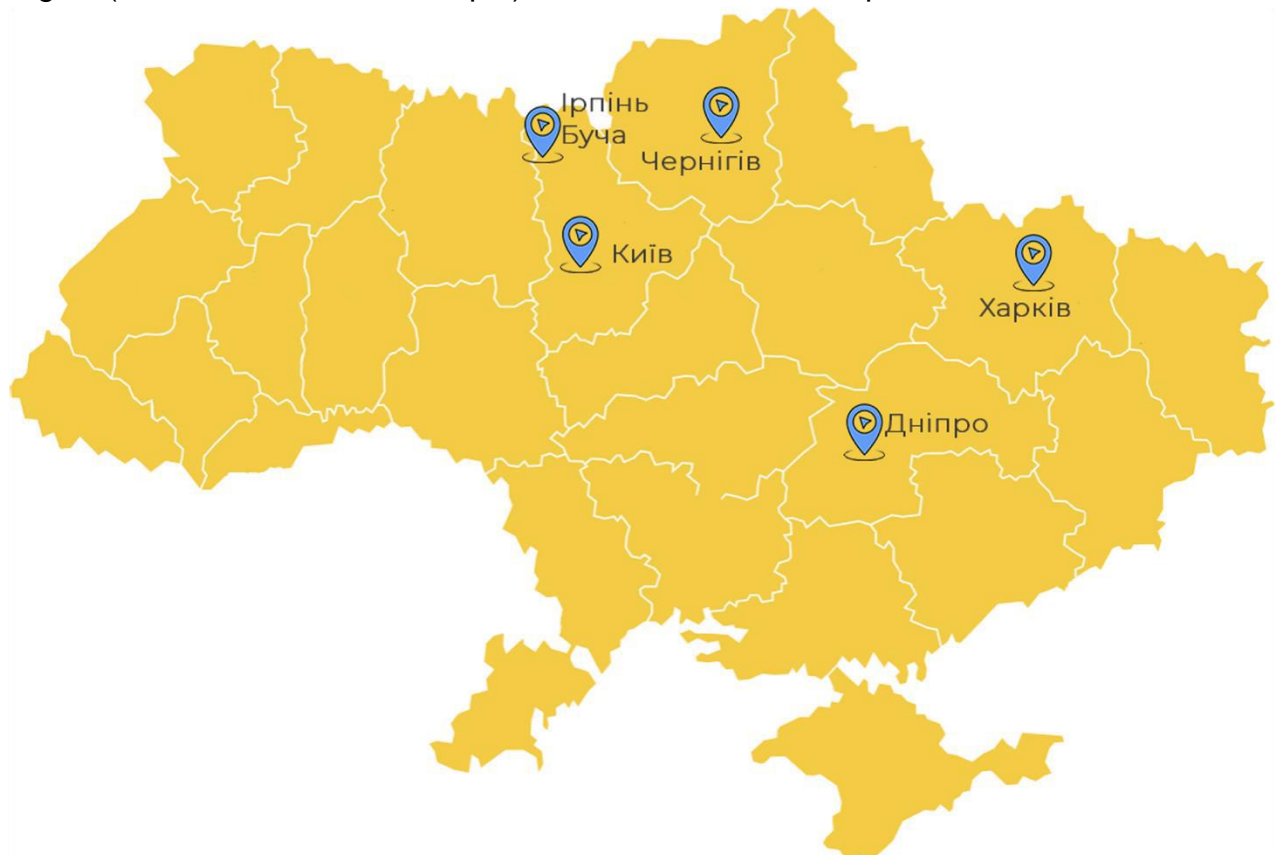 Ірпінь
Буча
Чернігів
Київ
Харків
Дніпро